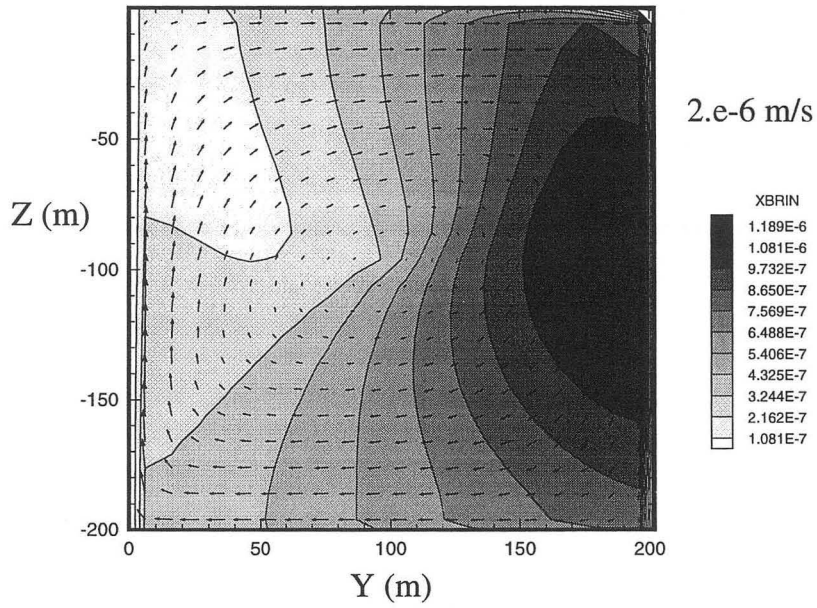 2.e-6 m/s
-50
Z (m)
-100
-150
-200
0
50
100
150
200
Y (m)
XBRIN
1.189E-6
1.081E-6
9.732E-7
8.650E-7
7.569E-7
6.488E-7
5.406E-7
4.325E-7
3.244E-7
2.162E-7
1.081E-7